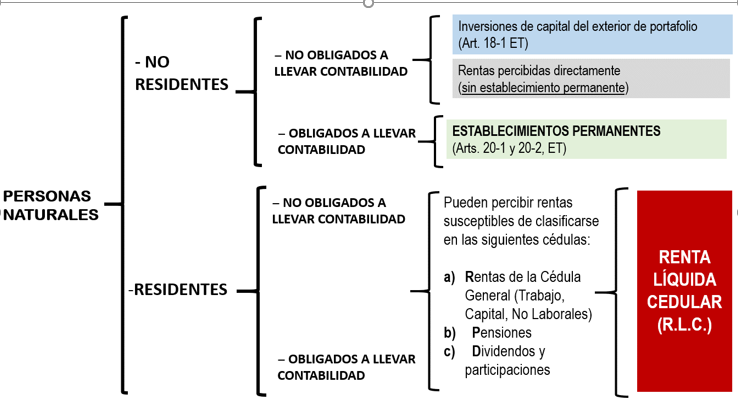 PERSONAS
NATURALES
- NO
RESIDENTES
– NO OBLIGADOS A
LLEVAR CONTABILIDAD
Inversiones de capital del exterior de portafolio
(Art. 18-1 ET)
Rentas percibidas directamente
(sin establecimiento permanente)
– OBLIGADOS A LLEVAR
CONTABILIDAD
ESTABLECIMIENTOS PERMANENTES
(Arts. 20-1 y 20-2, ET)
-RESIDENTES
– NO OBLIGADOS A
LLEVAR CONTABILIDAD
– OBLIGADOS A LLEVAR
CONTABILIDAD
Pueden percibir rentas
susceptibles de clasificarse
en las siguientes cédulas:
a) Rentas de la Cédula
General (Trabajo,
Capital, No Laborales)
b) Pensiones
c) Dividendos y
participaciones
RENTA
LÍQUIDA
CEDULAR
(R.L.C.)